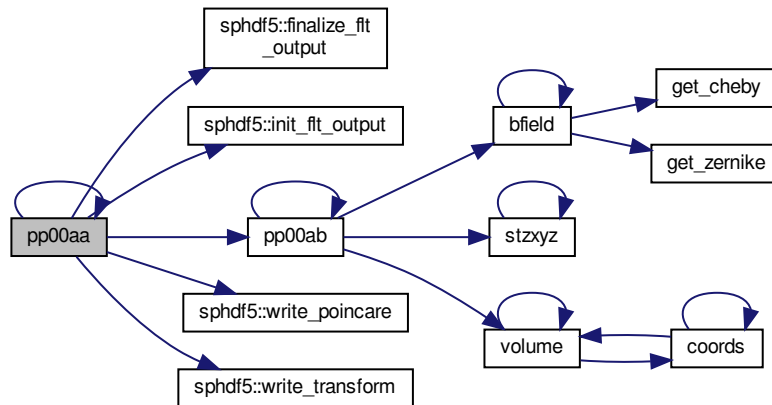 sphdf5::finalize_flt
_output
sphdf5::init_flt_output
pp00aa
pp00ab
sphdf5::write_poincare
sphdf5::write_transform
bfield
stzxyz
volume
get_cheby
get_zernike
coords